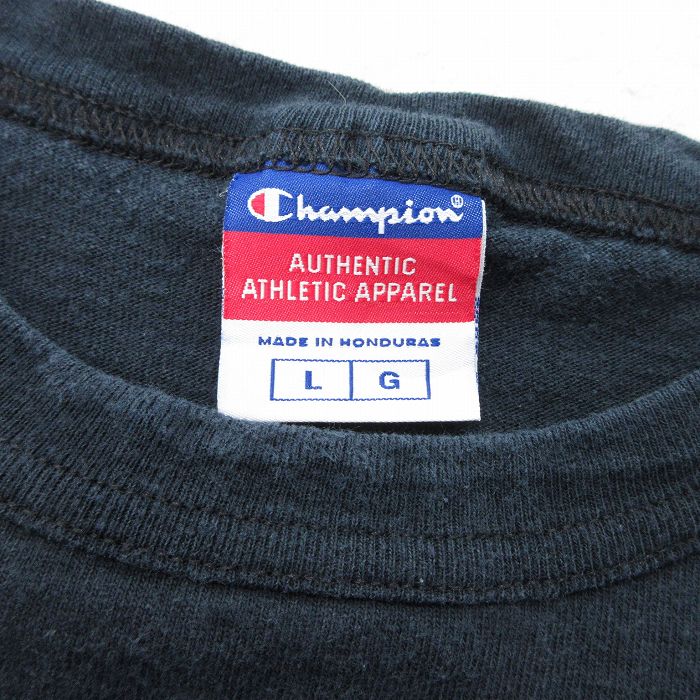 Champion®
AUTHENTIC
ATHLETIC APPAREL
MADE IN HONDURAS
L G